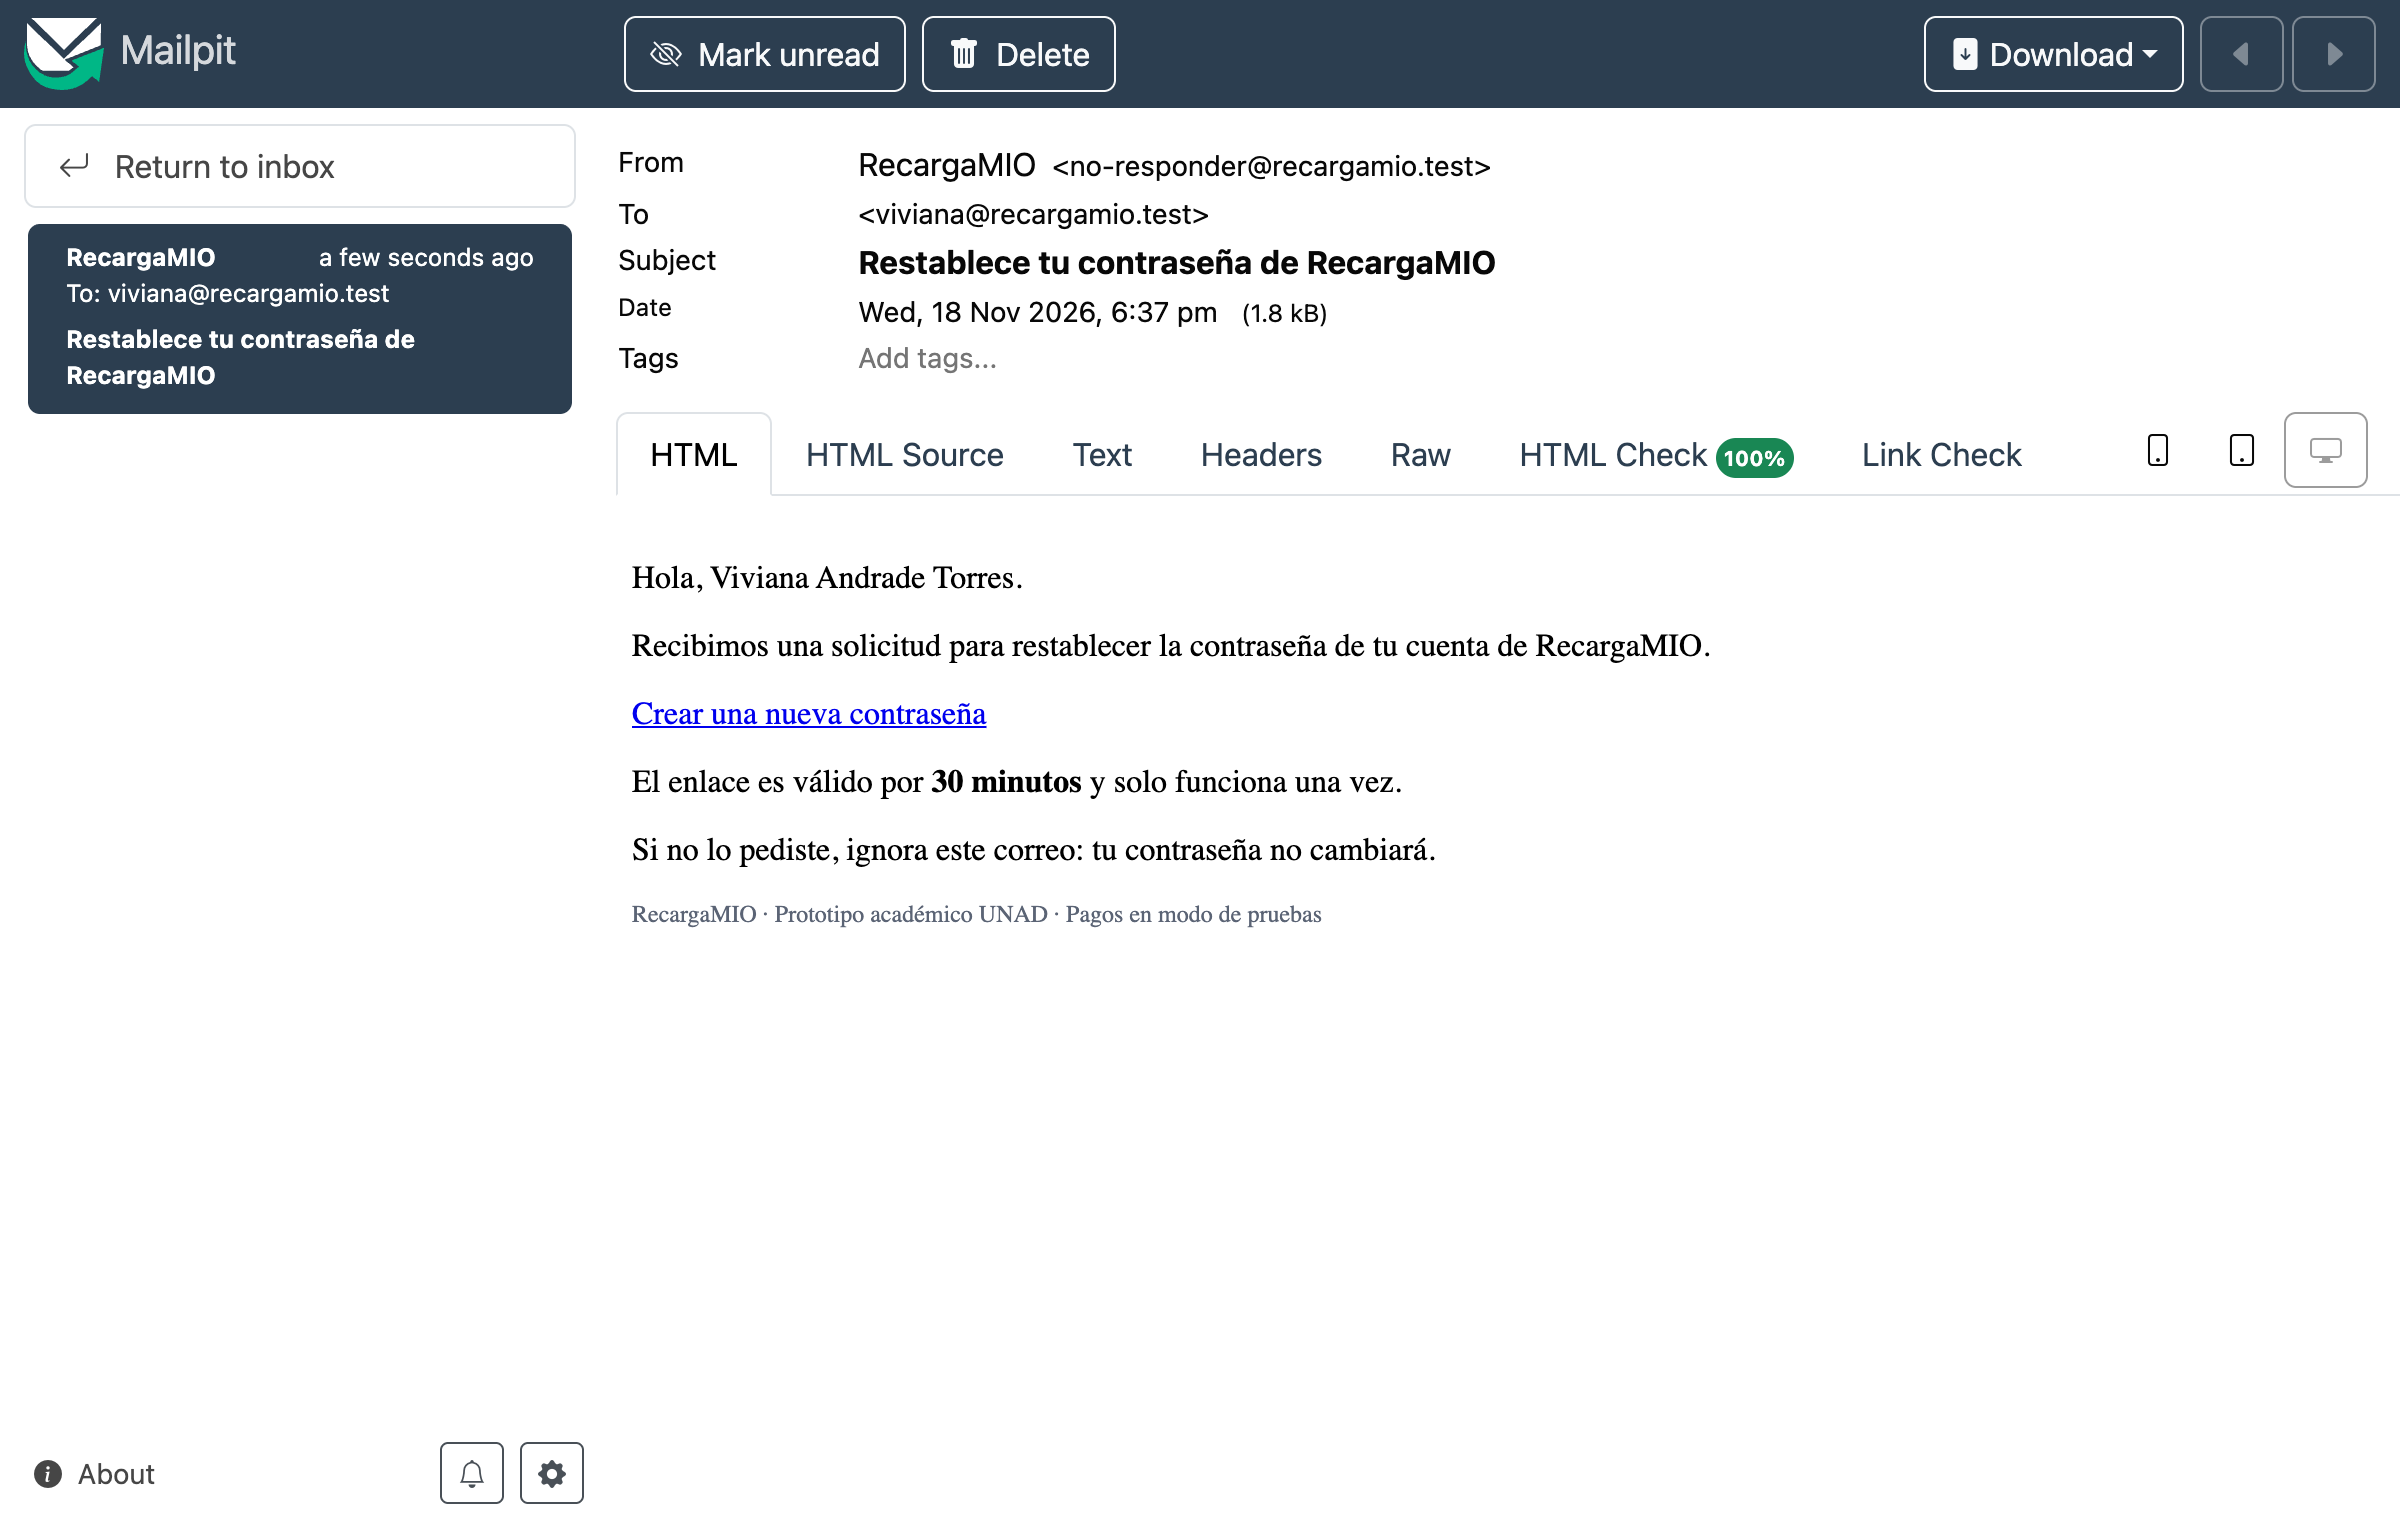 Mailpit
Mark unread
Delete
Download
Return to inbox
RecargaMIO a few seconds ago
To: viviana@recargamio.test
Restablece tu contraseña de
RecargaMIO
From RecargaMIO <no-responder@recargamio.test>
To <viviana@recargamio.test>
Subject Restablece tu contraseña de RecargaMIO
Date Wed, 18 Nov 2026, 6:37 pm (1.8 kB)
Tags Add tags...
HTML HTML Source Text Headers Raw HTML Check 100% Link Check
Hola, Viviana Andrade Torres.
Recibimos una solicitud para restablecer la contraseña de tu cuenta de RecargaMIO.
Crear una nueva contraseña
El enlace es válido por 30 minutos y solo funciona una vez.
Si no lo pediste, ignora este correo: tu contraseña no cambiará.
RecargaMIO · Prototipo académico UNAD · Pagos en modo de pruebas
About